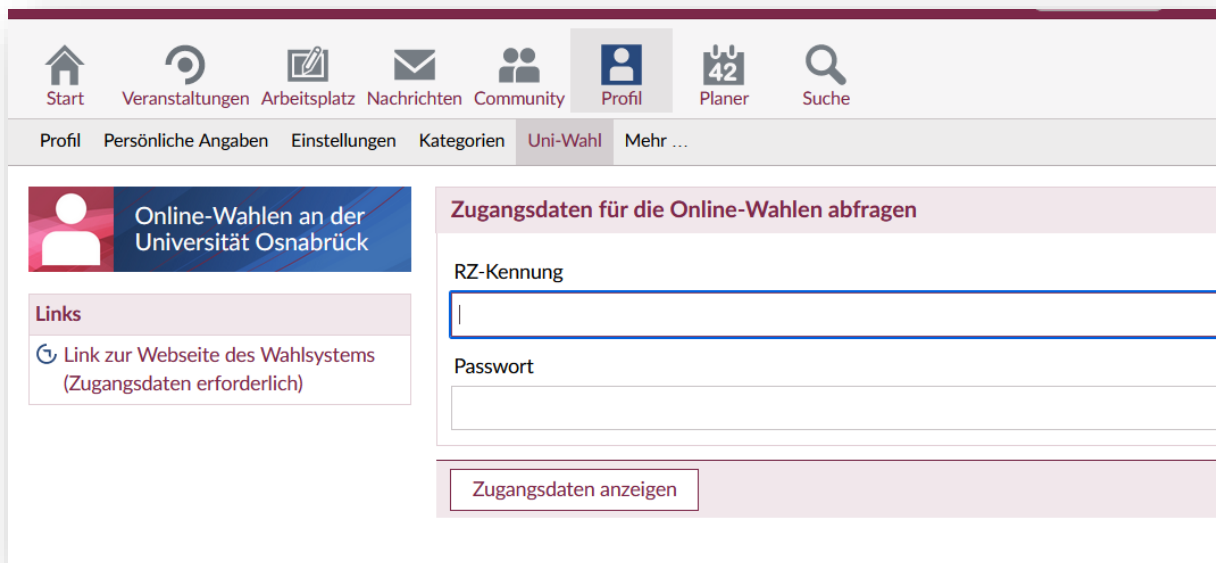 Start Veranstaltungen Arbeitsplatz Nachrichten Community Profil 42 Planer Suche
Profil Persönliche Angaben Einstellungen Kategorien Uni-Wahl Mehr ...
Online-Wahlen an der
Universität Osnabrück
Links
Link zur Webseite des Wahlsystems
(Zugangsdaten erforderlich)
Zugangsdaten für die Online-Wahlen abfragen
RZ-Kennung
Passwort
Zugangsdaten anzeigen